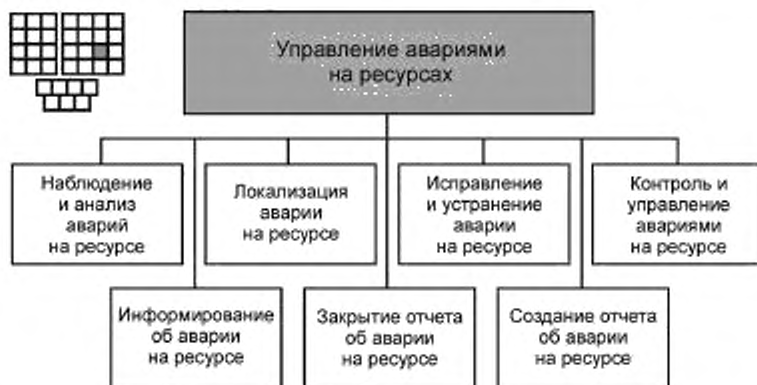 Управление авариями
на ресурсах
Наблюдение
и анализ
аварий
на ресурсе
Локализация
аварии
на ресурсе
Исправление
и устранение
аварии
на ресурсе
Контроль и
управление
авариями
на ресурсе
Информирование
об аварии
на ресурсе
Закрытие отчета
об аварии
на ресурсе
Создание отчета
об аварии
на ресурсе